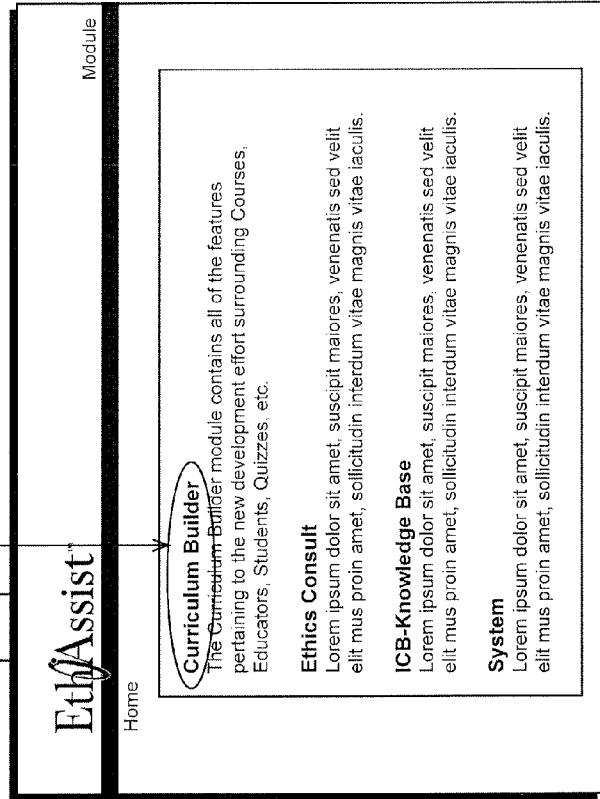 EthAssist™
Module
Home
Curriculum Builder
The Curriculum Builder module contains all of the features
pertaining to the new development effort surrounding Courses,
Educators, Students, Quizzes, etc.
Ethics Consult
Lorem ipsum dolor sit amet, suscipit maiores, venenatis sed velit
elit mus proin amet, sollicitudin interdum vitae magnis vitae iaculis.
ICB-Knowledge Base
Lorem ipsum dolor sit amet, suscipit maiores, venenatis sed velit
elit mus proin amet, sollicitudin interdum vitae magnis vitae iaculis.
System
Lorem ipsum dolor sit amet, suscipit maiores, venenatis sed velit
elit mus proin amet, sollicitudin interdum vitae magnis vitae iaculis.